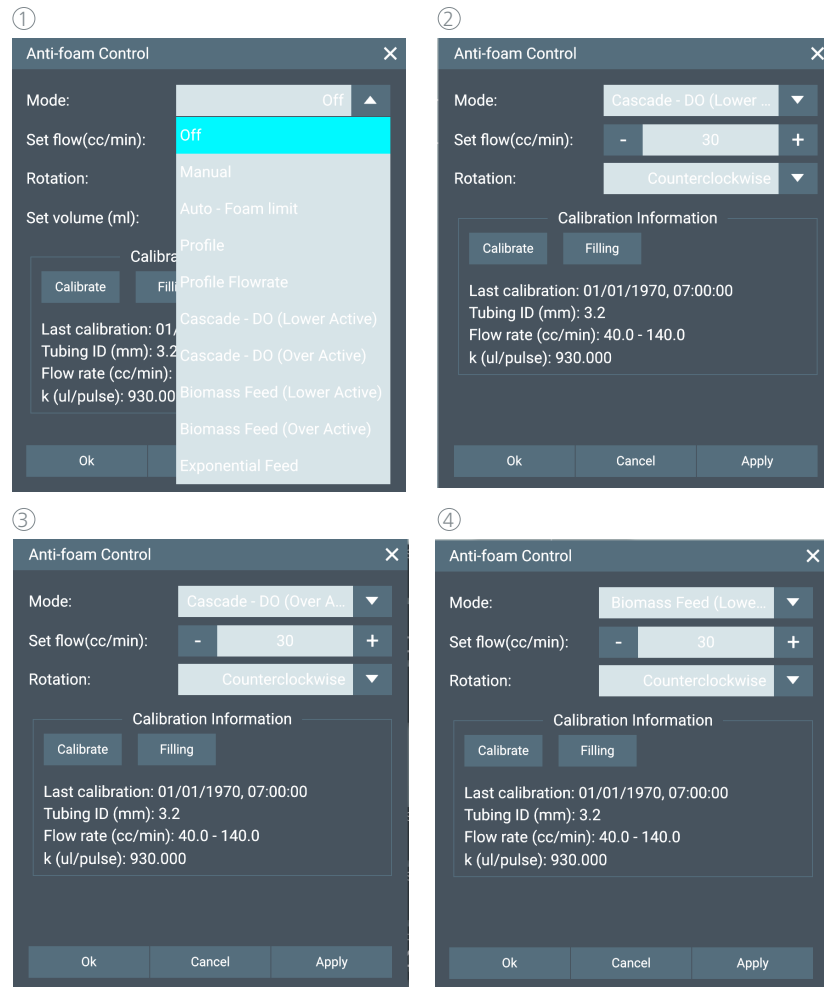 ①
Anti-foam Control
Mode:
Off
Set flow(cc/min):
Off
Manual
Rotation:
Auto - Foam limit
Set volume (ml):
Profile
Calibra
Profile Flowrate
Calibrate Filli
Cascade - DO (Lower Active)
Last calibration: 01/
Cascade - DO (Over Active)
Tubing ID (mm): 3.2
Flow rate (cc/min):
Biomass Feed (Lower Active)
k (ul/pulse): 930.00
Biomass Feed (Over Active)
Ok
Exponential Feed
②
Anti-foam Control
Mode: Cascade - DO (Lower ...
Set flow(cc/min): - 30 +
Rotation: Counterclockwise
Calibration Information
Calibrate Filling
Last calibration: 01/01/1970, 07:00:00
Tubing ID (mm): 3.2
Flow rate (cc/min): 40.0 - 140.0
k (ul/pulse): 930.000
Ok Cancel Apply
③
Anti-foam Control
Mode: Cascade - DO (Over A...
Set flow(cc/min): - 30 +
Rotation: Counterclockwise
Calibration Information
Calibrate Filling
Last calibration: 01/01/1970, 07:00:00
Tubing ID (mm): 3.2
Flow rate (cc/min): 40.0 - 140.0
k (ul/pulse): 930.000
Ok Cancel Apply
④
Anti-foam Control
Mode: Biomass Feed (Lowe...
Set flow(cc/min): - 30 +
Rotation: Counterclockwise
Calibration Information
Calibrate Filling
Last calibration: 01/01/1970, 07:00:00
Tubing ID (mm): 3.2
Flow rate (cc/min): 40.0 - 140.0
k (ul/pulse): 930.000
Ok Cancel Apply